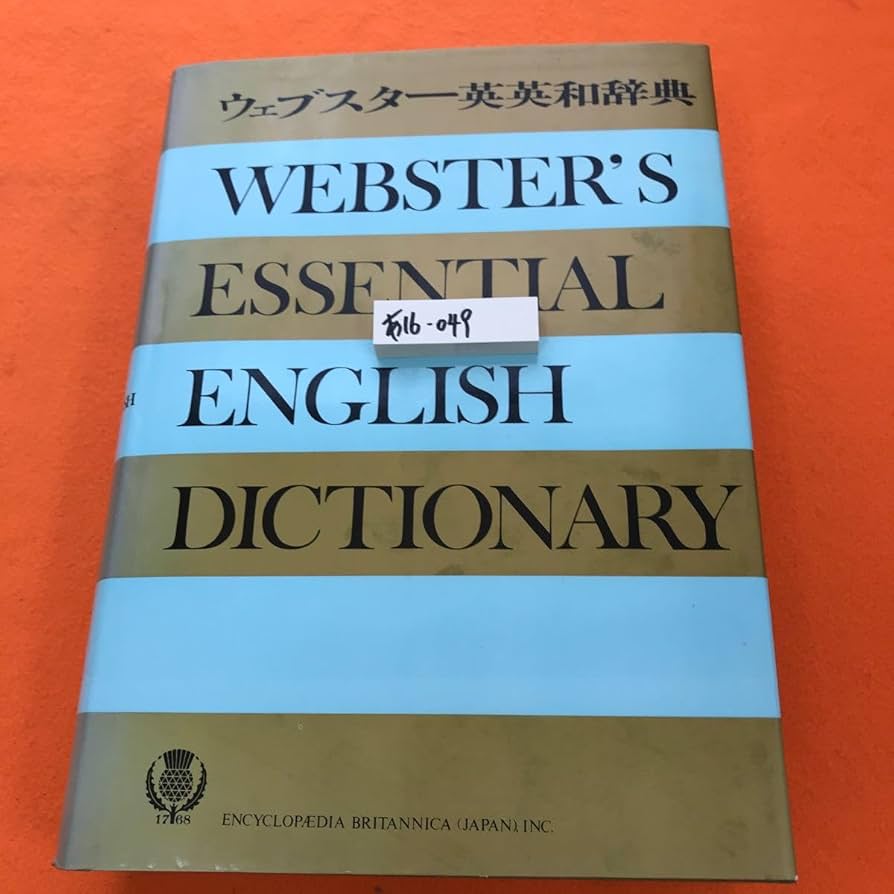 ウェブスター英英和辞典
WEBSTER'S
ESSENTIAL
あ16-049
ENGLISH
DICTIONARY
1768
ENCYCLOPÆDIA BRITANNICA (JAPAN), INC.